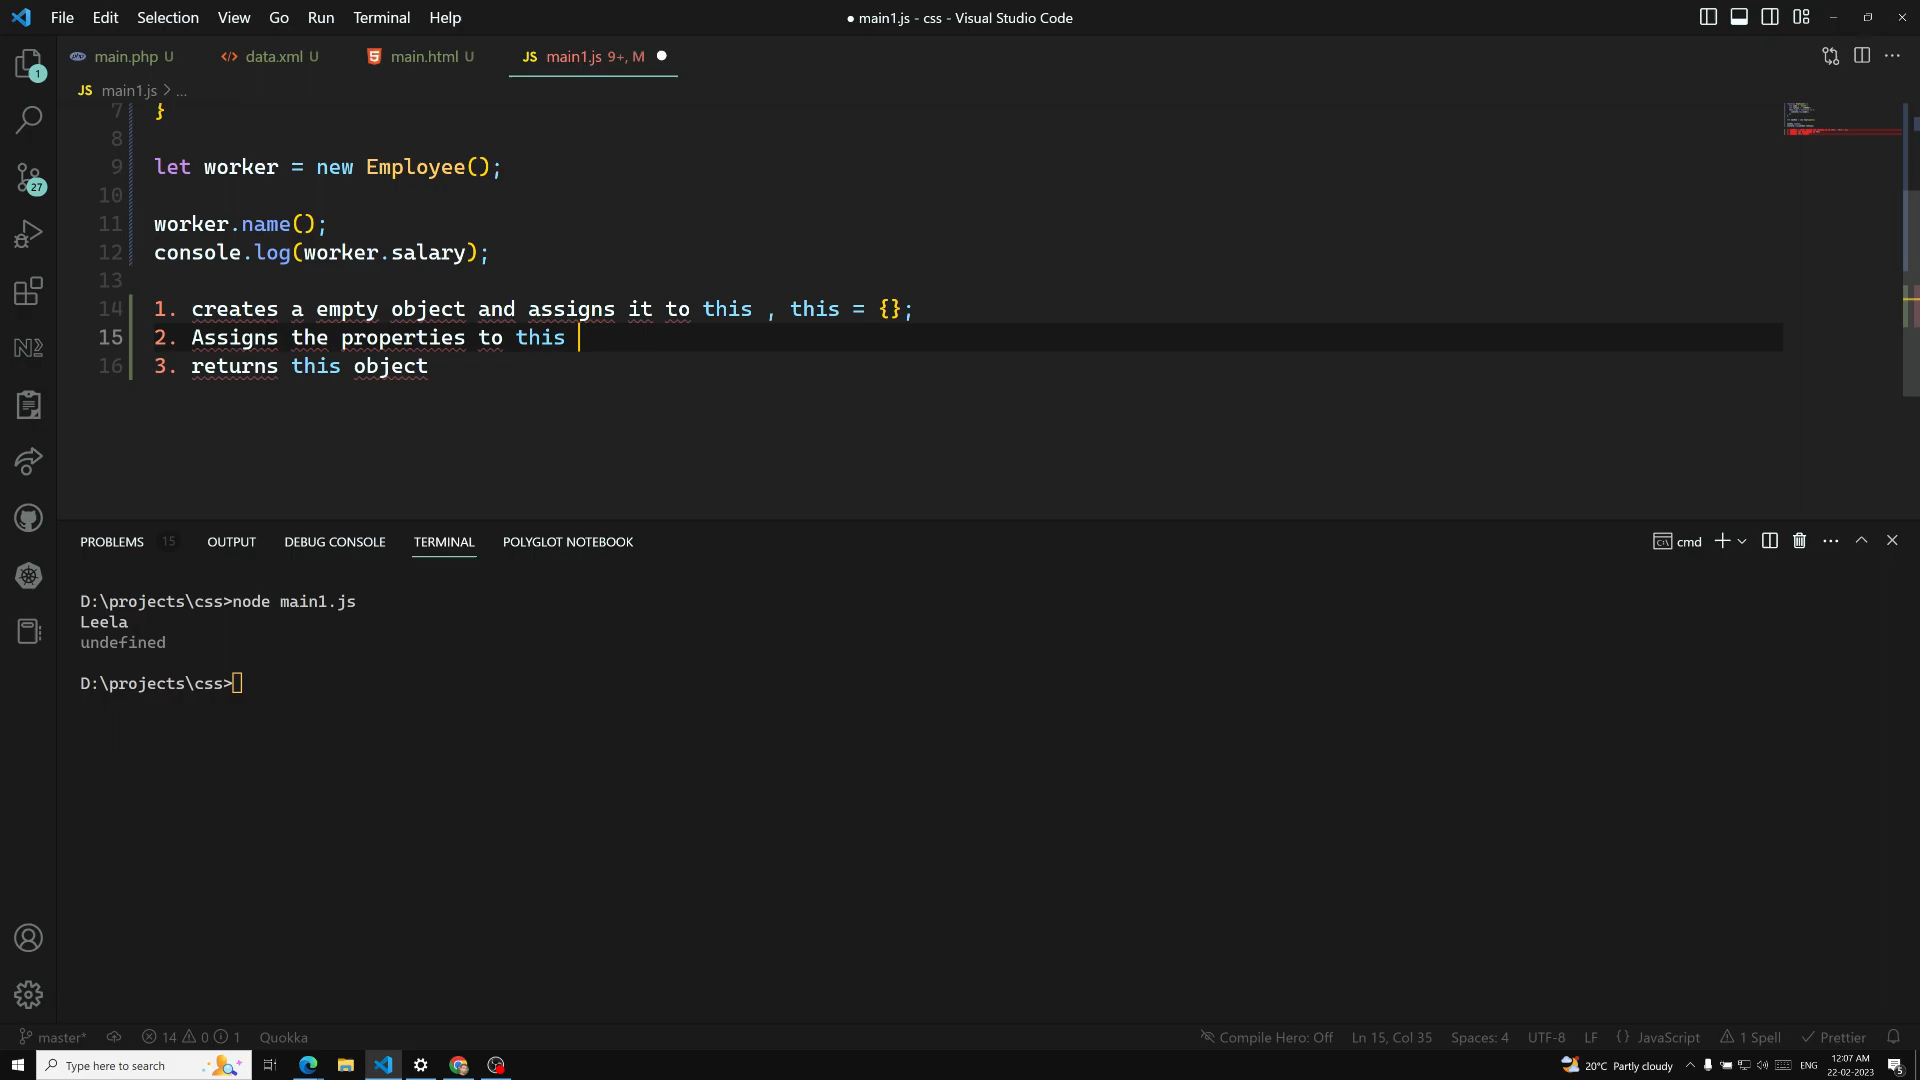 File Edit Selection View Go Run Terminal Help
● main1.js - css - Visual Studio Code
main.php U
data.xml U
main.html U
JS main1.js 9+, M
JS main1.js > ...
7 }
8
9 let worker = new Employee();
10
11 worker.name();
12 console.log(worker.salary);
13
14 1. creates a empty object and assigns it to this , this = {};
15 2. Assigns the properties to this
16 3. returns this object
1
27
PROBLEMS 15 OUTPUT DEBUG CONSOLE TERMINAL POLYGLOT NOTEBOOK
cmd
D:\projects\css>node main1.js
Leela
undefined
D:\projects\css>
master* 14 0 1 Quokka
Compile Hero: Off Ln 15, Col 35 Spaces: 4 UTF-8 LF {} JavaScript 1 Spell Prettier
Type here to search
20°C Partly cloudy ENG 12:07 AM
22-02-2023
5